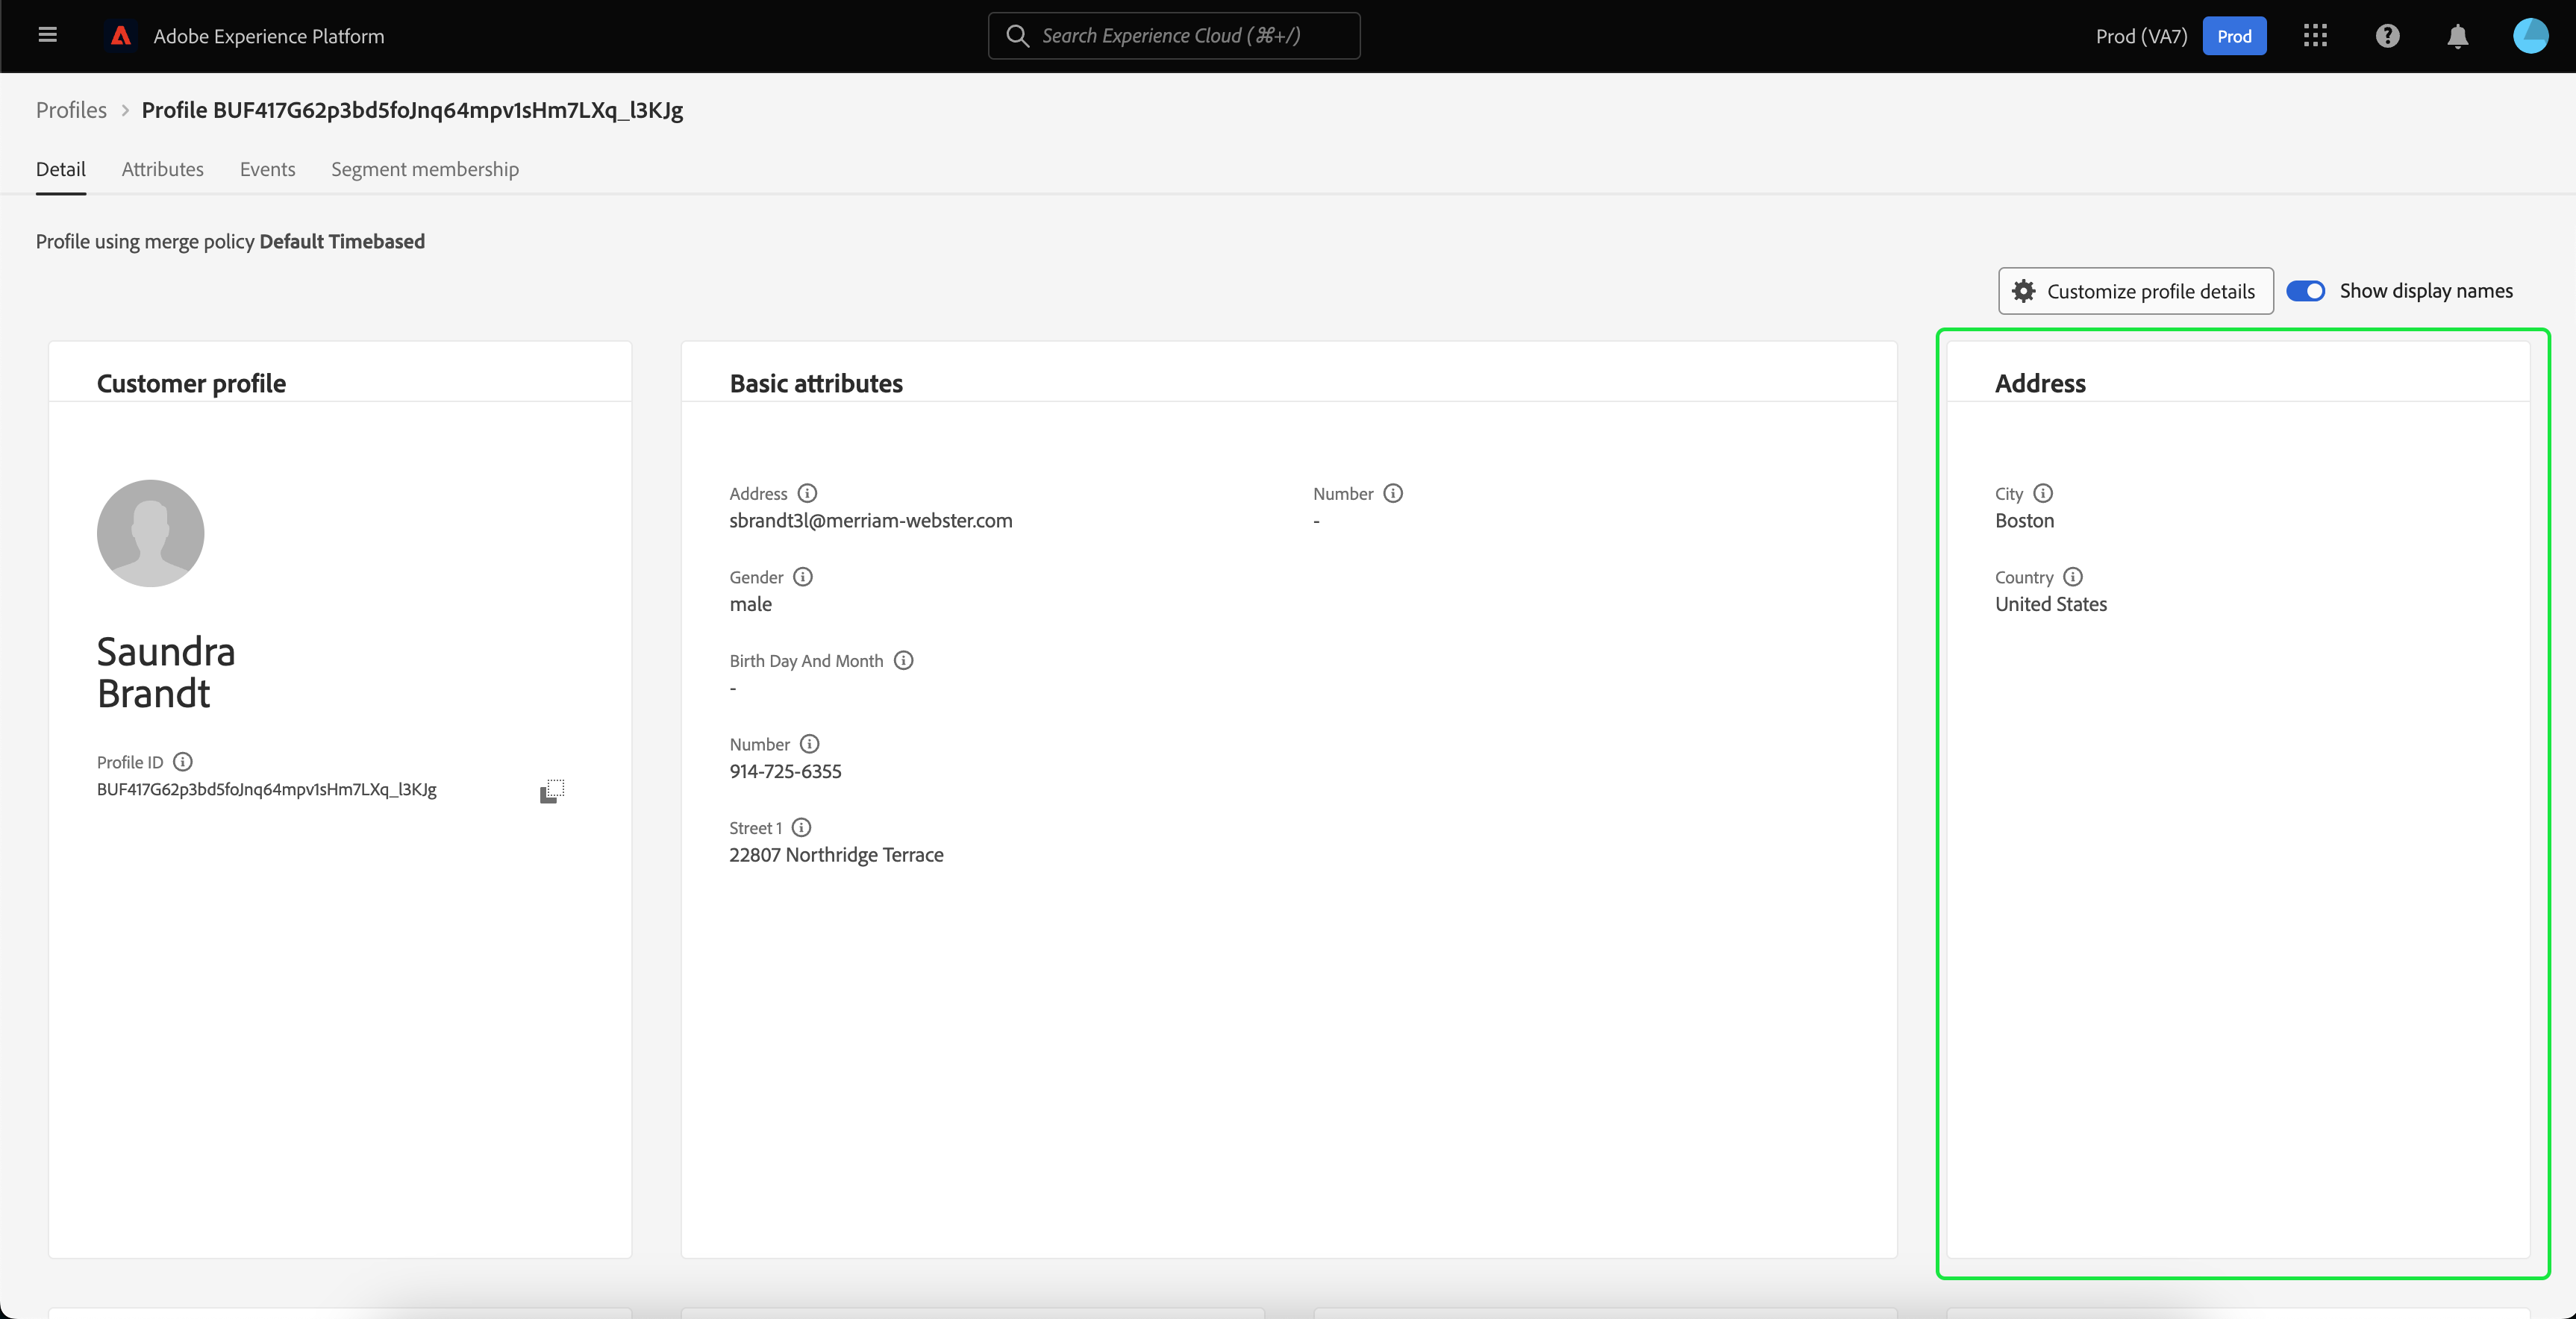 Adobe Experience Platform
Search Experience Cloud (⌘+/)
Prod (VA7)
Prod
Profiles > Profile BUF417G62p3bd5foJnq64mpv1sHm7LXq_l3KJg
Detail Attributes Events Segment membership
Profile using merge policy Default Timebased
Customize profile details
Show display names
Customer profile
Saundra
Brandt
Profile ID
BUF417G62p3bd5foJnq64mpv1sHm7LXq_l3KJg
Basic attributes
Address
sbrandt3l@merriam-webster.com
Number
-
Gender
male
Birth Day And Month
-
Number
914-725-6355
Street 1
22807 Northridge Terrace
Address
City
Boston
Country
United States